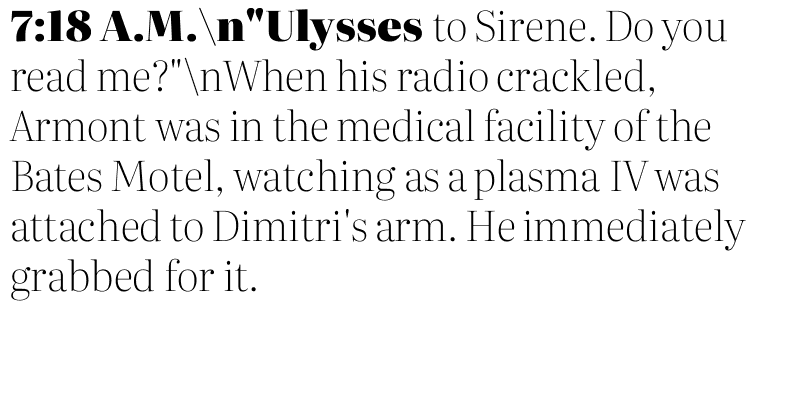 7:18 A.M.\n"Ulysses to Sirene. Do you
read me?"\nWhen his radio crackled,
Armont was in the medical facility of the
Bates Motel, watching as a plasma IV was
attached to Dimitri's arm. He immediately
grabbed for it.